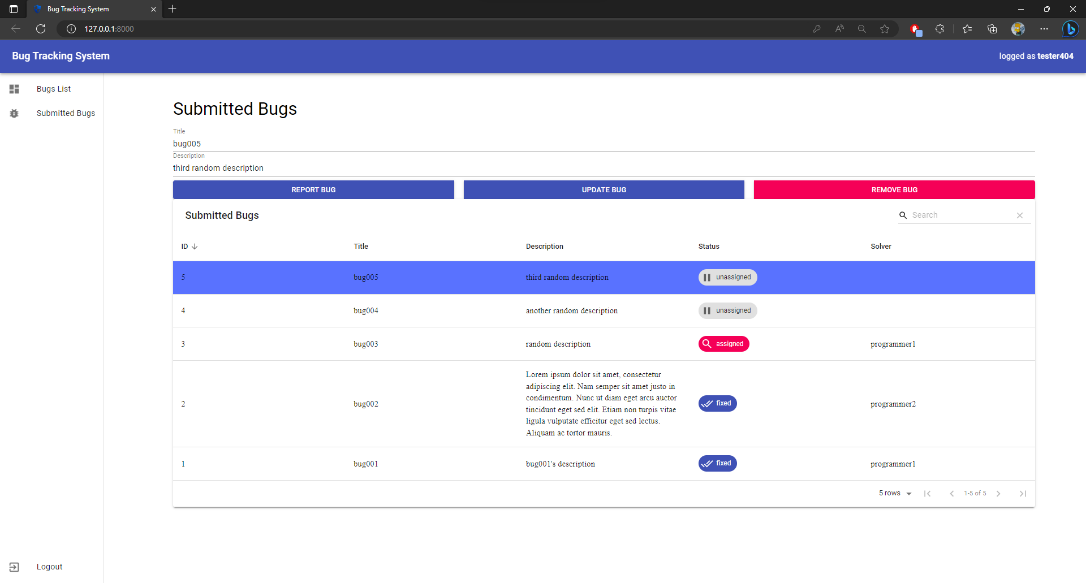 Bug Tracking System
127.0.0.1:8000
Bug Tracking System
logged as tester404
Bugs List
Submitted Bugs
Submitted Bugs
Title
bug005
Description
third random description
REPORT BUG
UPDATE BUG
REMOVE BUG
Submitted Bugs
Search
ID Title Description Status Solver
5 bug005 third random description unassigned
4 bug004 another random description unassigned
3 bug003 random description assigned programmer1
Lorem ipsum dolor sit amet, consectetur
adipiscing elit. Nam semper sit amet justo in
condimentum. Nunc ut diam eget arcu auctor
2 bug002 tincidunt eget sed elit. Etiam non turpis vitae fixed programmer2
ligula vulputate efficitur eget sed lectus.
Aliquam ac tortor mauris.
1 bug001 bug001's description fixed programmer1
5 rows
1-5 of 5
Logout